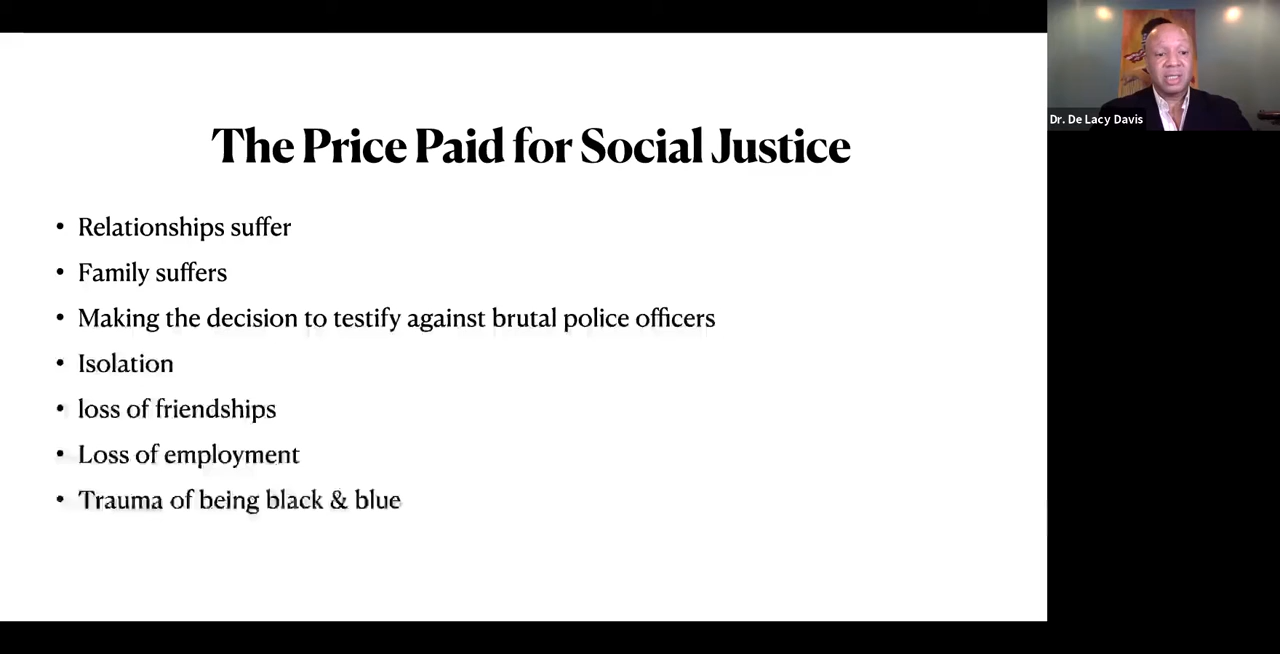 The Price Paid for Social Justice
• Relationships suffer
• Family suffers
• Making the decision to testify against brutal police officers
• Isolation
• loss of friendships
• Loss of employment
• Trauma of being black & blue
Dr. De Lacy Davis